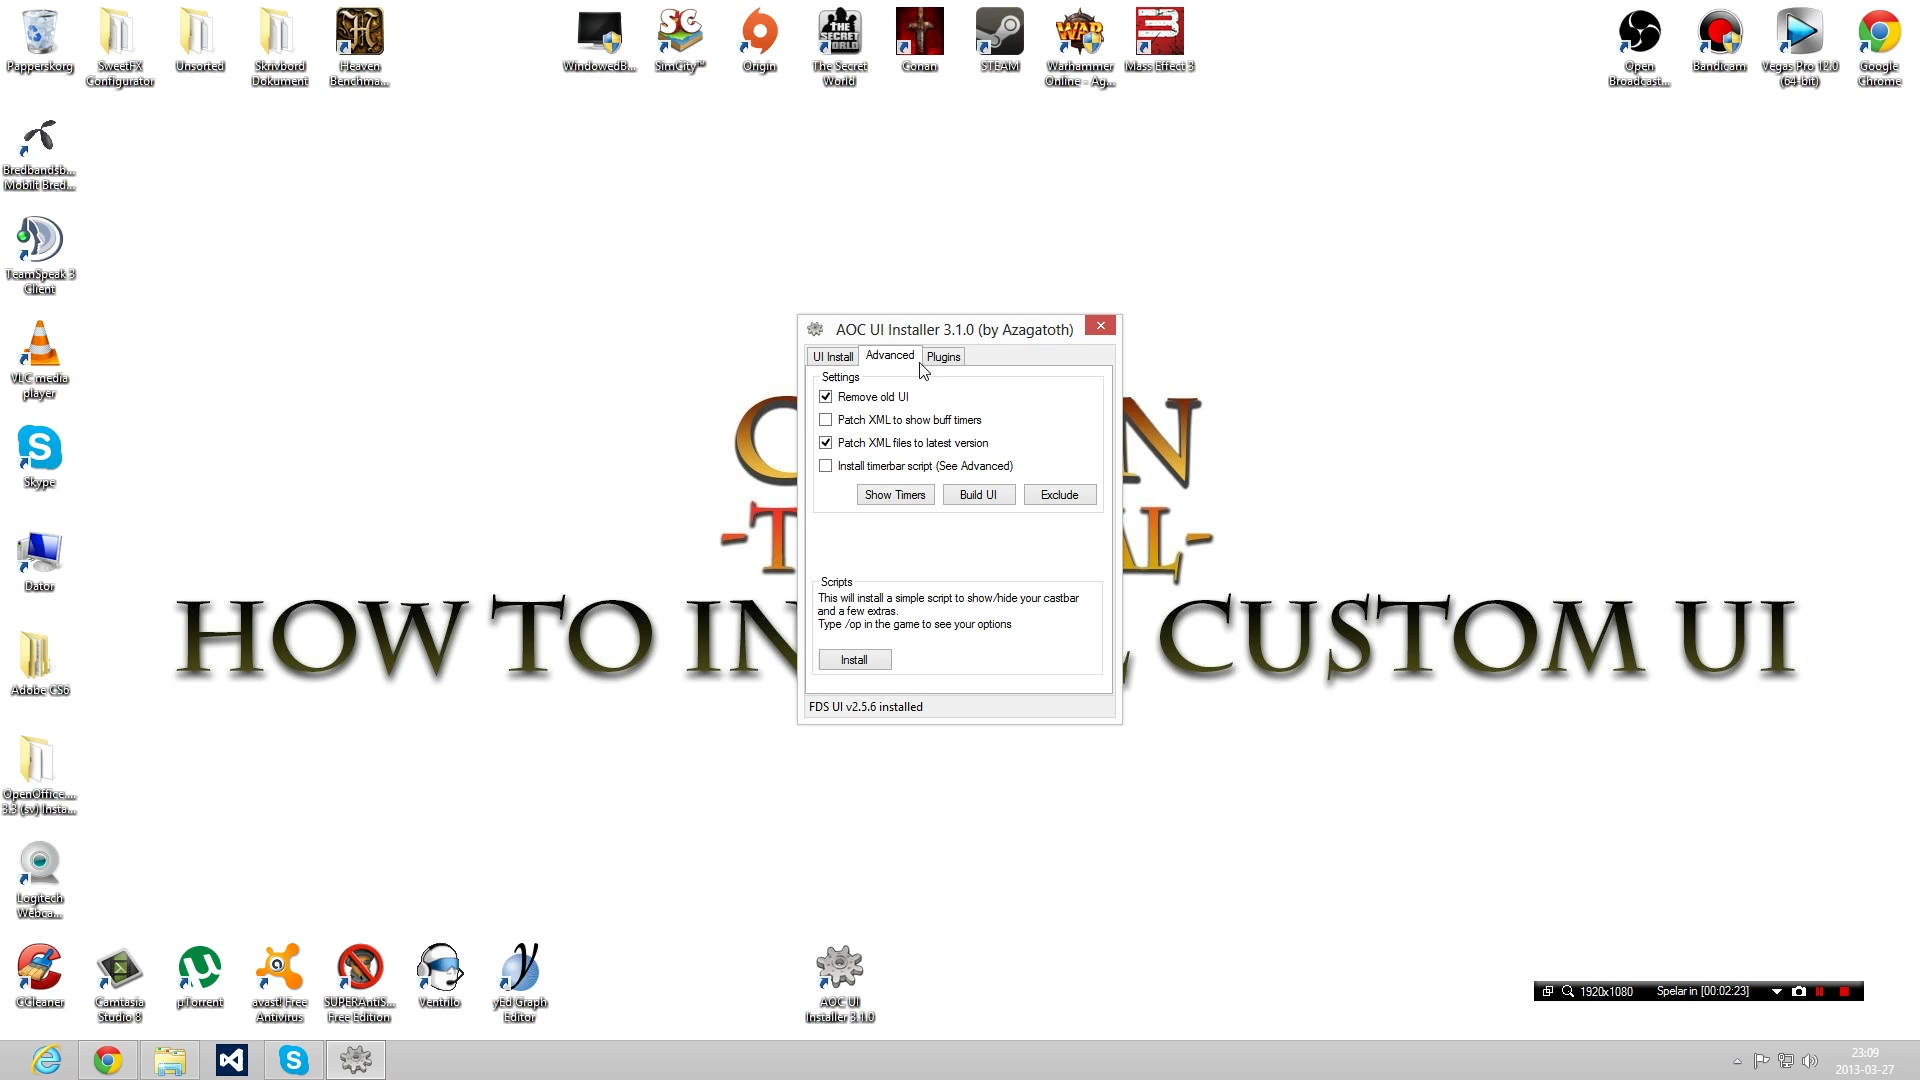 Papperskorg
SweetFX
Configurator
Unsorted
Skrivbord
Dokument
Heaven
Benchma...
WindowedB...
SimCity™
Origin
THE
SECRET
WORLD
The Secret
World
Conan
STEAM
Warhammer
Online - Ag...
Mass Effect 3
Open
Broadcast...
Bandicam
Vegas Pro 12.0
(64-bit)
Google
Chrome
Bredbandsb...
Mobilt Bred...
TeamSpeak 3
Client
VLC media
player
Skype
Dator
Adobe CS6
OpenOffice....
3.3 (sv) Insta...
Logitech
Webca...
AOC UI Installer 3.1.0 (by Azagatoth)
UI Install
Advanced
Plugins
Settings
Remove old UI
Patch XML to show buff timers
Patch XML files to latest version
Install timerbar script (See Advanced)
Show Timers
Build UI
Exclude
Scripts
This will install a simple script to show/hide your castbar
and a few extras.
Type /op in the game to see your options
Install
FDS UI v2.5.6 installed
HOW TO IN CUSTOM UI
CCleaner
Camtasia
Studio 8
µTorrent
avast! Free
Antivirus
SUPERAntiS...
Free Edition
Ventrilo
yEd Graph
Editor
AOC UI
Installer 3.1.0
1920x1080
Spelar in [00:02:23]
23:09
2013-03-27